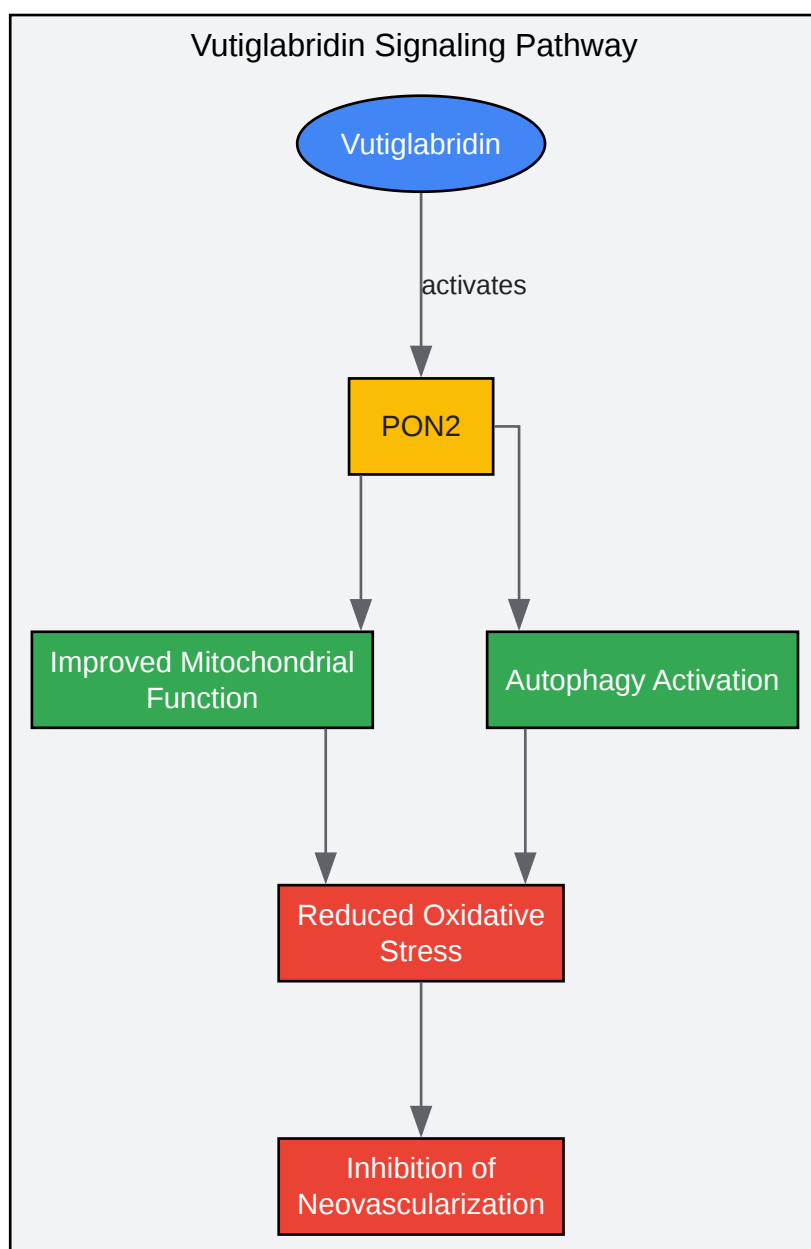 Vutiglabridin Signaling Pathway
Vutiglabridin
activates
PON2
Improved Mitochondrial
Function
Autophagy Activation
Reduced Oxidative
Stress
Inhibition of
Neovascularization